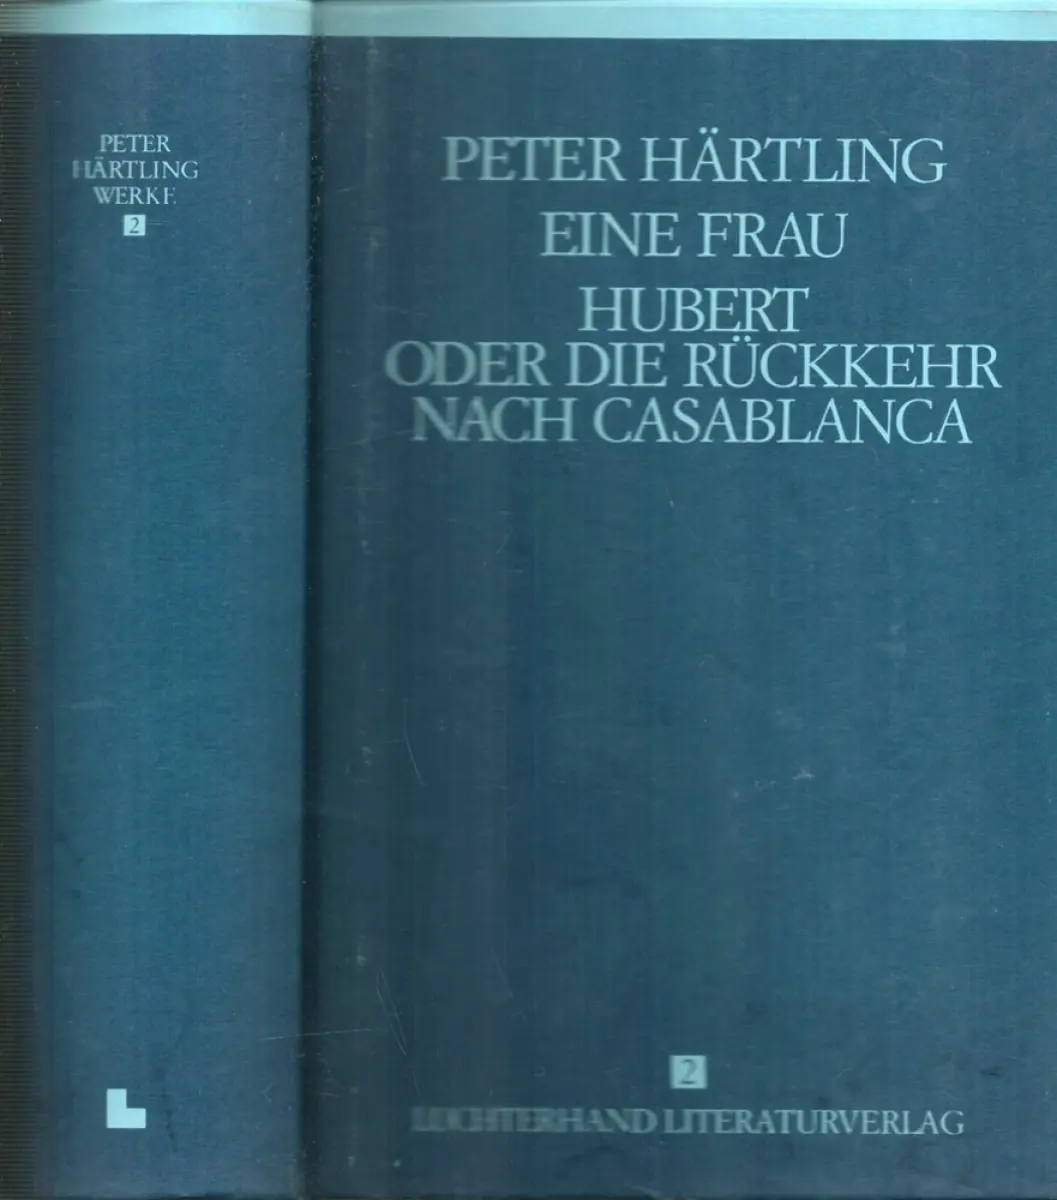 PETER
HÄRTLING
WERKE
2
PETER HÄRTLING
EINE FRAU
HUBERT
ODER DIE RÜCKKEHR
NACH CASABLANCA
2
LUCHTERHAND LITERATURVERLAG